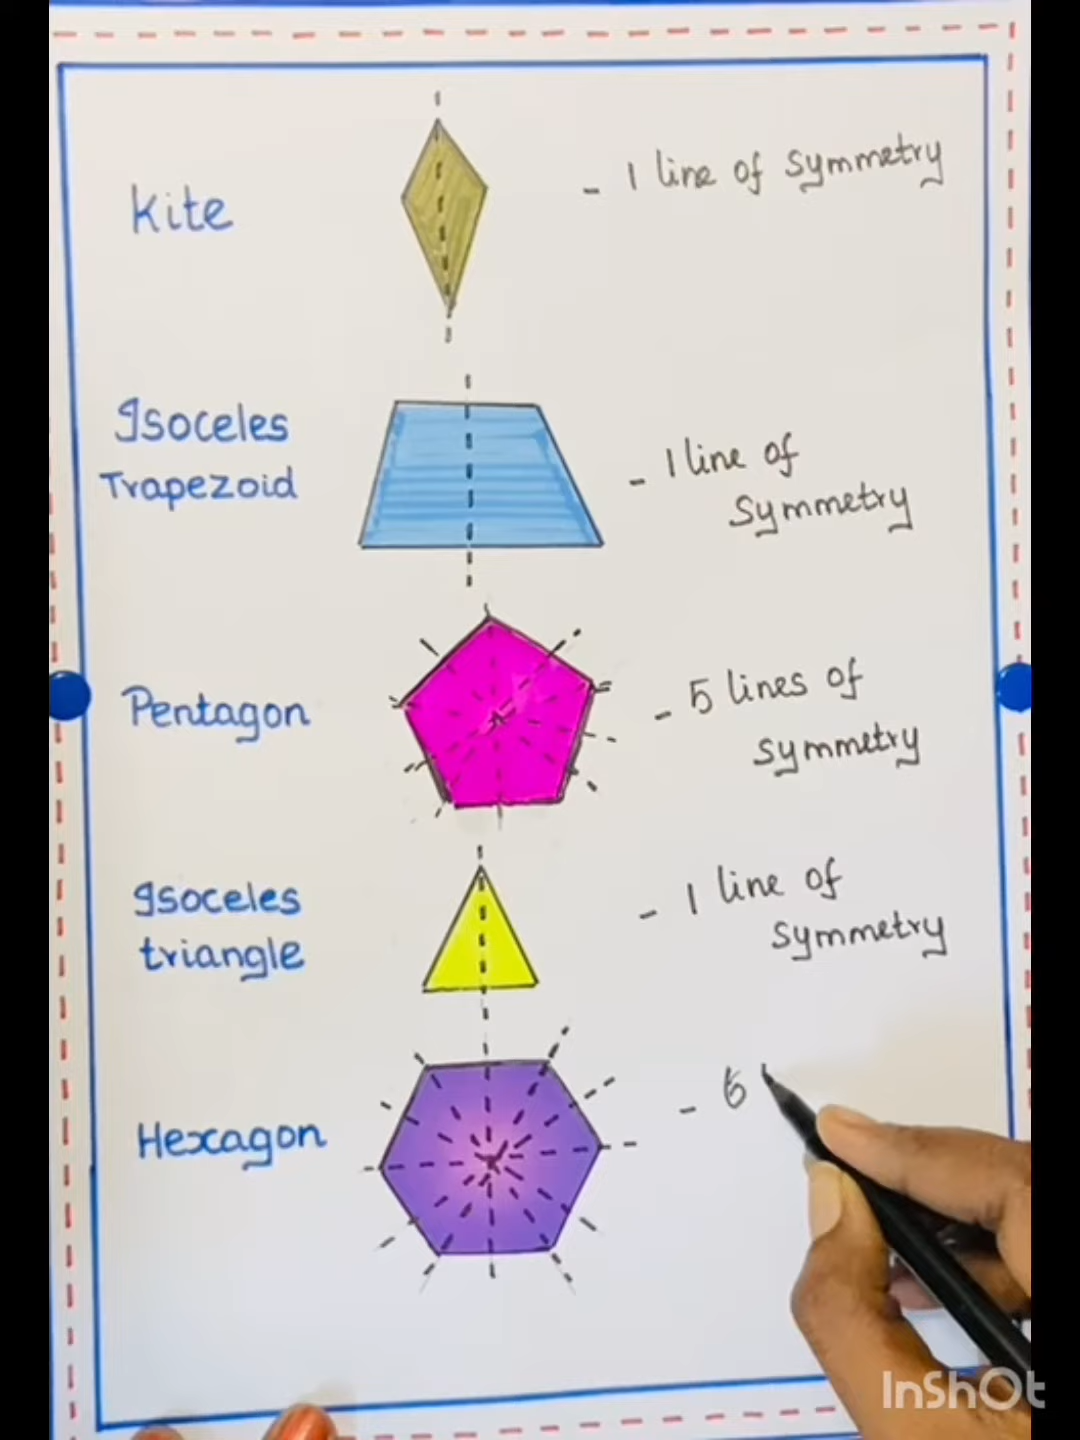 Kite
- 1 line of symmetry
Isoceles
Trapezoid
- 1 line of
symmetry
Pentagon
- 5 lines of
symmetry
Isoceles
triangle
- 1 line of
symmetry
Hexagon
- 6 l
InShOt